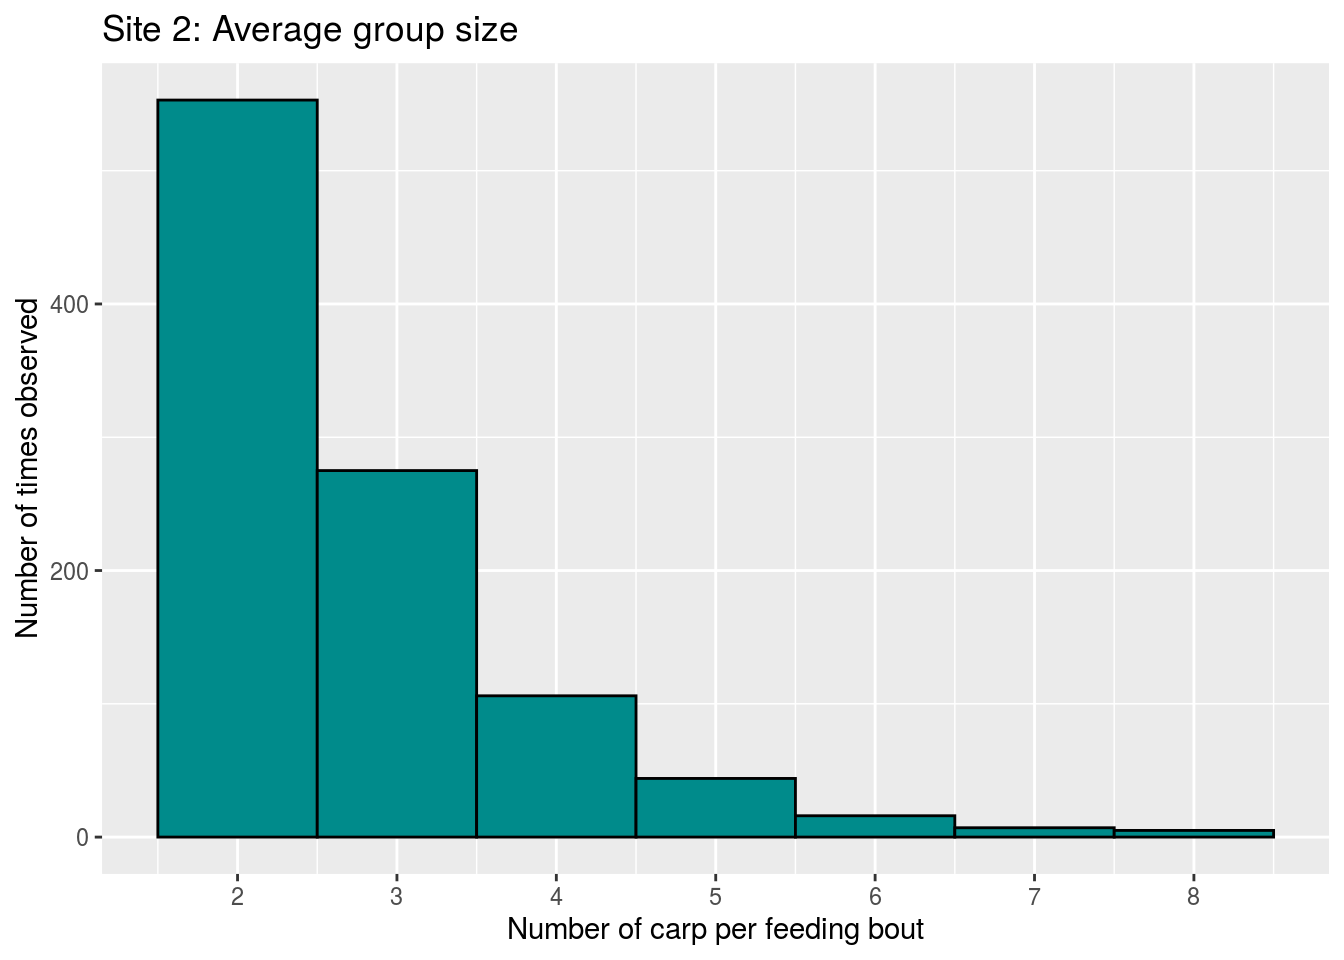 Site 2: Average group size
Number of times observed
400
200
0
2 3 4 5 6 7 8
Number of carp per feeding bout